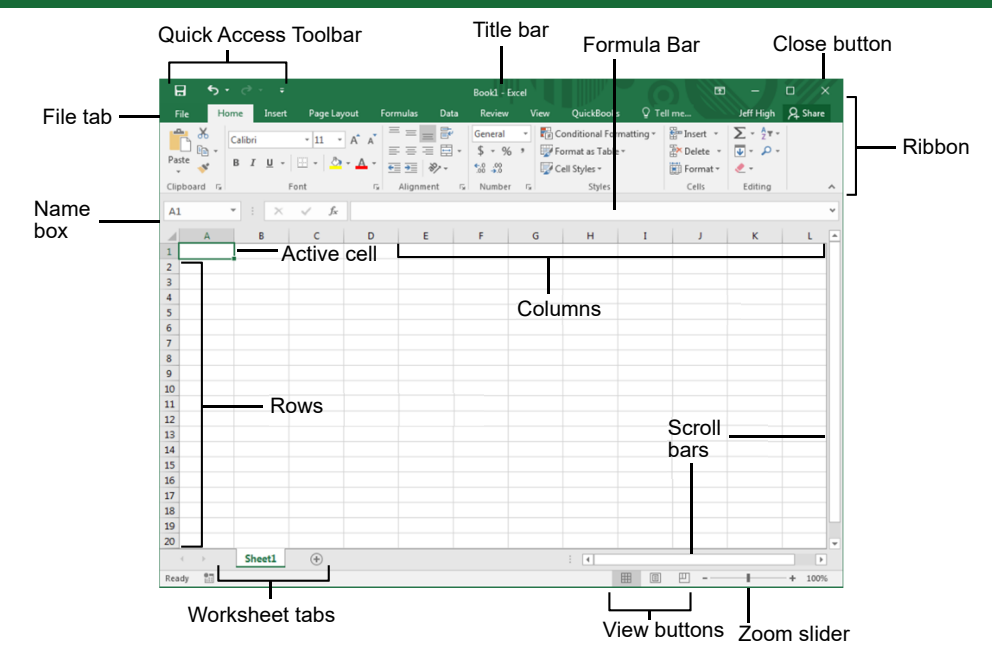 Quick Access Toolbar
Title bar
Formula Bar
Close button
Book1 - Excel
File tab
File Home Insert Page Layout Formulas Data Review View QuickBooks Tell me... Jeff High Share
Ribbon
Paste
Calibri 11
B I U A
General
$ % ,
Conditional Formatting
Format as Table
Cell Styles
Insert
Delete
Format
Clipboard Font Alignment Number Styles Cells Editing
Name
box
A1 fx
A B C D E F G H I J K L
1
Active cell
2
3
4
Columns
5
6
7
8
9
10
11
Rows
12
13
Scroll
bars
14
15
16
17
18
19
20
Sheet1
Ready 100%
Worksheet tabs
View buttons
Zoom slider